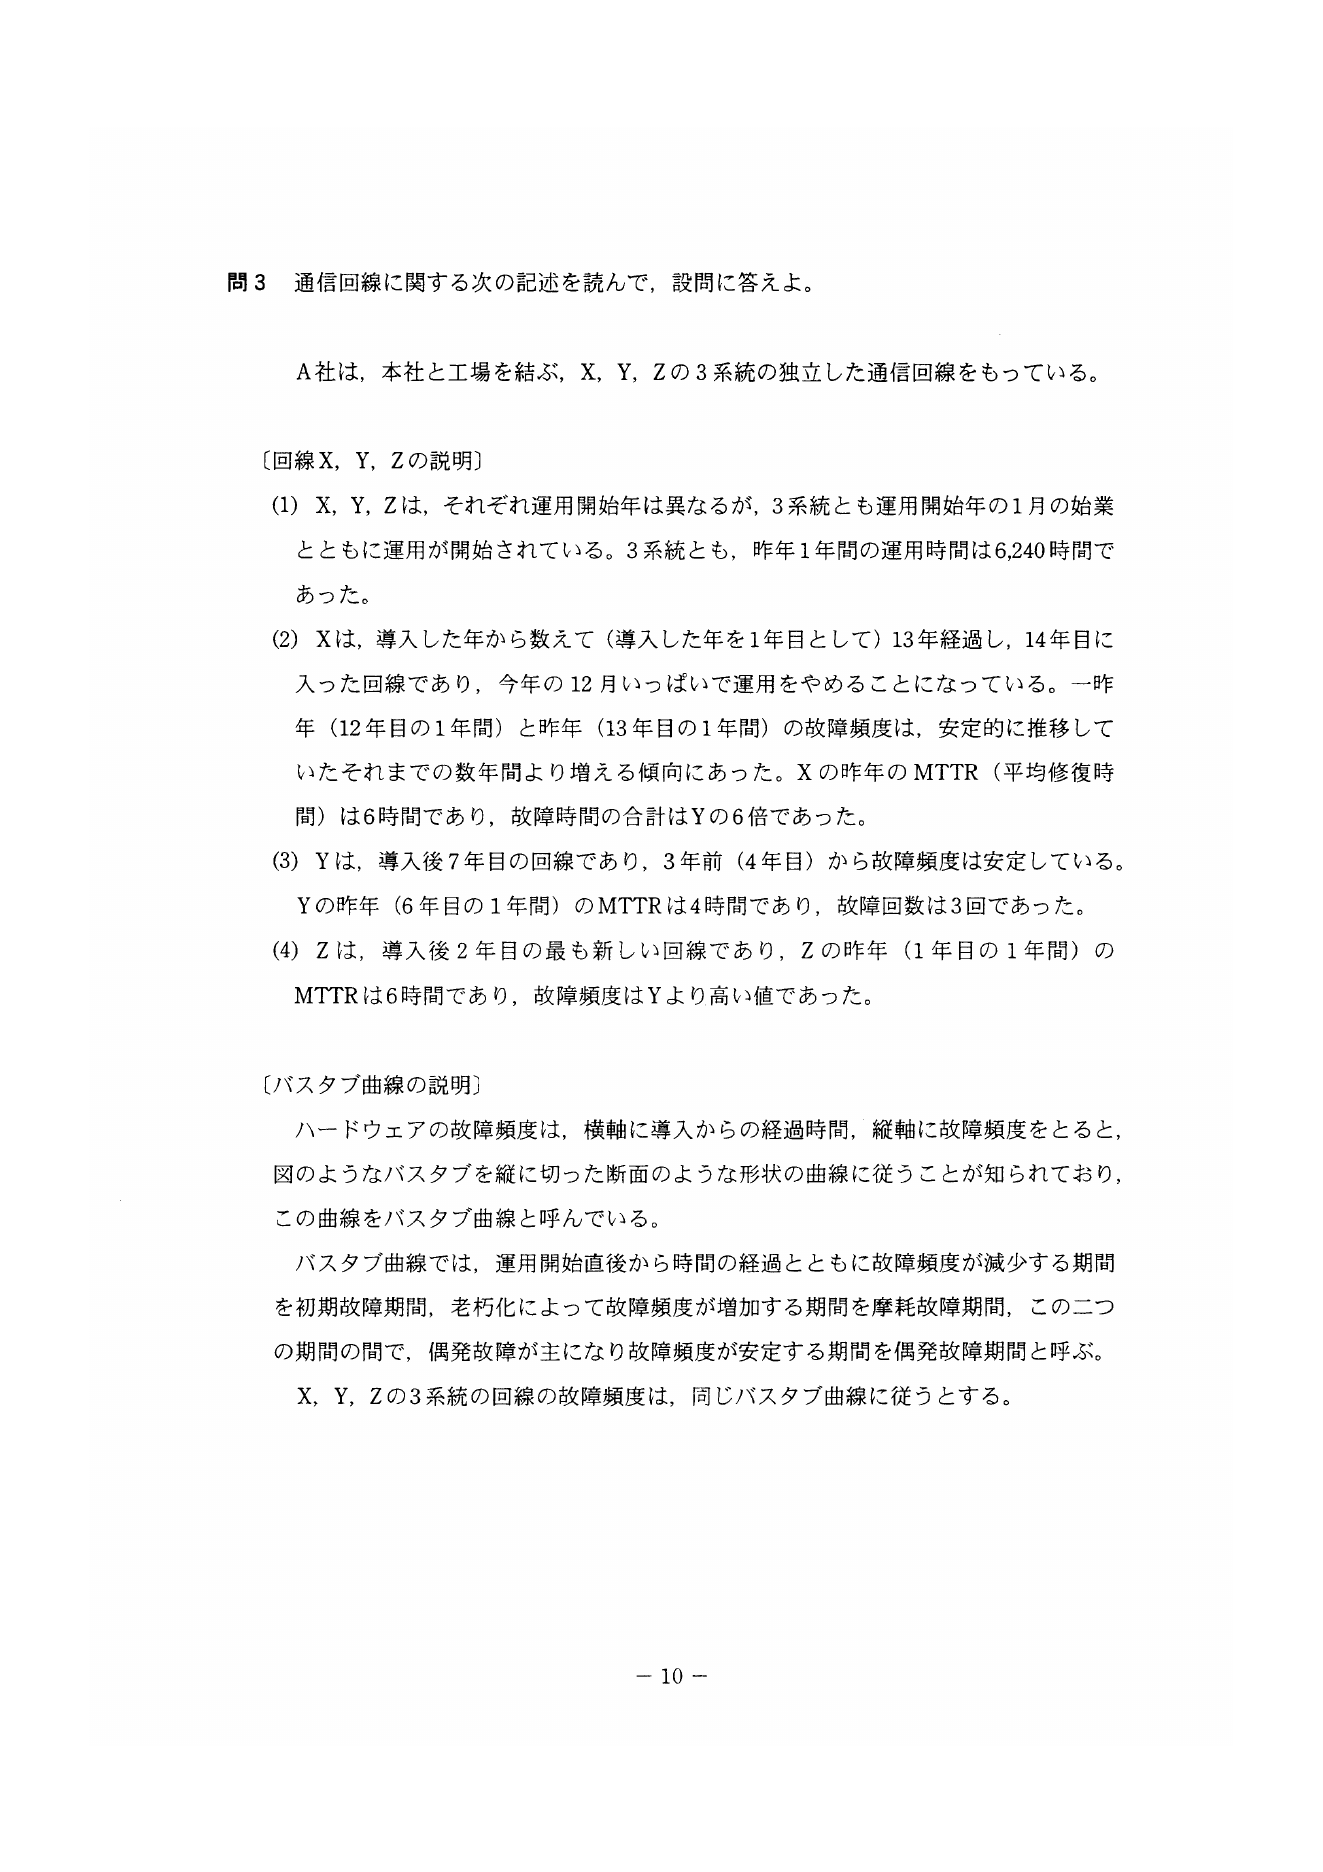 問3 通信回線に関する次の記述を読んで，設問に答えよ。
A社は，本社と工場を結ぶ，X，Y，Zの3系統の独立した通信回線をもっている。
〔回線X，Y，Zの説明〕
(1) X，Y，Zは，それぞれ運用開始年は異なるが，3系統とも運用開始年の1月の始業
とともに運用が開始されている。3系統とも，昨年1年間の運用時間は6,240時間で
あった。
(2) Xは，導入した年から数えて（導入した年を1年目として）13年経過し，14年目に
入った回線であり，今年の12月いっぱいで運用をやめることになっている。一昨
年（12年目の1年間）と昨年（13年目の1年間）の故障頻度は，安定的に推移して
いたそれまでの数年間より増える傾向にあった。Xの昨年のMTTR（平均修復時
間）は6時間であり，故障時間の合計はYの6倍であった。
(3) Yは，導入後7年目の回線であり，3年前（4年目）から故障頻度は安定している。
Yの昨年（6年目の1年間）のMTTRは4時間であり，故障回数は3回であった。
(4) Zは，導入後2年目の最も新しい回線であり，Zの昨年（1年目の1年間）の
MTTRは6時間であり，故障頻度はYより高い値であった。
〔バスタブ曲線の説明〕
ハードウェアの故障頻度は，横軸に導入からの経過時間，縦軸に故障頻度をとると，
図のようなバスタブを縦に切った断面のような形状の曲線に従うことが知られており，
この曲線をバスタブ曲線と呼んでいる。
バスタブ曲線では，運用開始直後から時間の経過とともに故障頻度が減少する期間
を初期故障期間，老朽化によって故障頻度が増加する期間を摩耗故障期間，この二つ
の期間の間で，偶発故障が主になり故障頻度が安定する期間を偶発故障期間と呼ぶ。
X，Y，Zの3系統の回線の故障頻度は，同じバスタブ曲線に従うとする。
－ 10 －